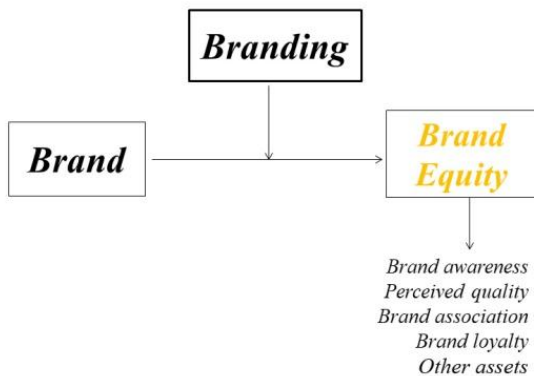 Branding
Brand
Brand
Equity
Brand awareness
Perceived quality
Brand association
Brand loyalty
Other assets